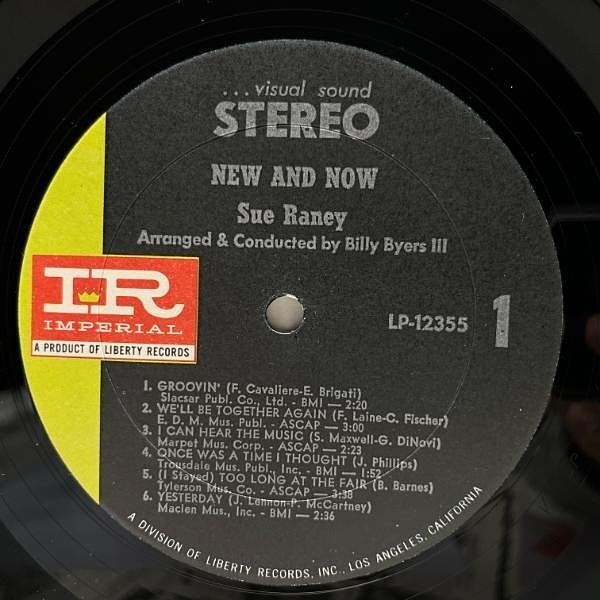 ...visual sound
STEREO
NEW AND NOW
Sue Raney
Arranged & Conducted by Billy Byers III
IR
IMPERIAL
A PRODUCT OF LIBERTY RECORDS
LP-12355 1
1. GROOVIN' (F. Cavaliere-E. Brigati)
Slacsar Publ. Co., Ltd. - BMI — 2:20
2. WE'LL BE TOGETHER AGAIN (F. Laine-C. Fischer)
E. D. M. Mus. Publ. - ASCAP — 3:00
3. I CAN HEAR THE MUSIC (S. Maxwell-G. DiNovi)
Marpet Mus. Corp. - ASCAP — 2:23
4. ONCE WAS A TIME I THOUGHT (J. Phillips)
Trousdale Mus. Publ., Inc. - BMI — 1:52
5. (I Stayed) TOO LONG AT THE FAIR (B. Barnes)
Tylerson Mus. Co. - ASCAP — 3:38
6. YESTERDAY (J. Lennon-P. McCartney)
Maclen Mus., Inc. - BMI — 2:36
A DIVISION OF LIBERTY RECORDS, INC., LOS ANGELES, CALIFORNIA